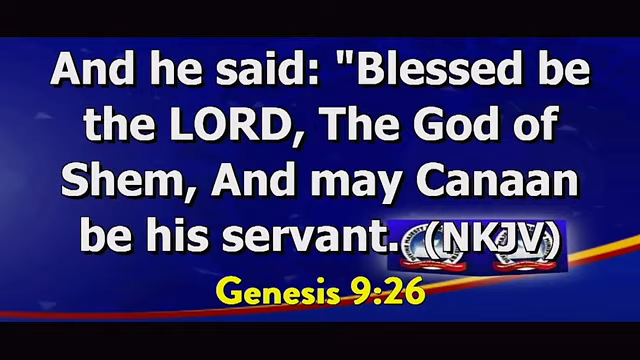 And he said: "Blessed be
the LORD, The God of
Shem, And may Canaan
be his servant. (NKJV)
Genesis 9:26